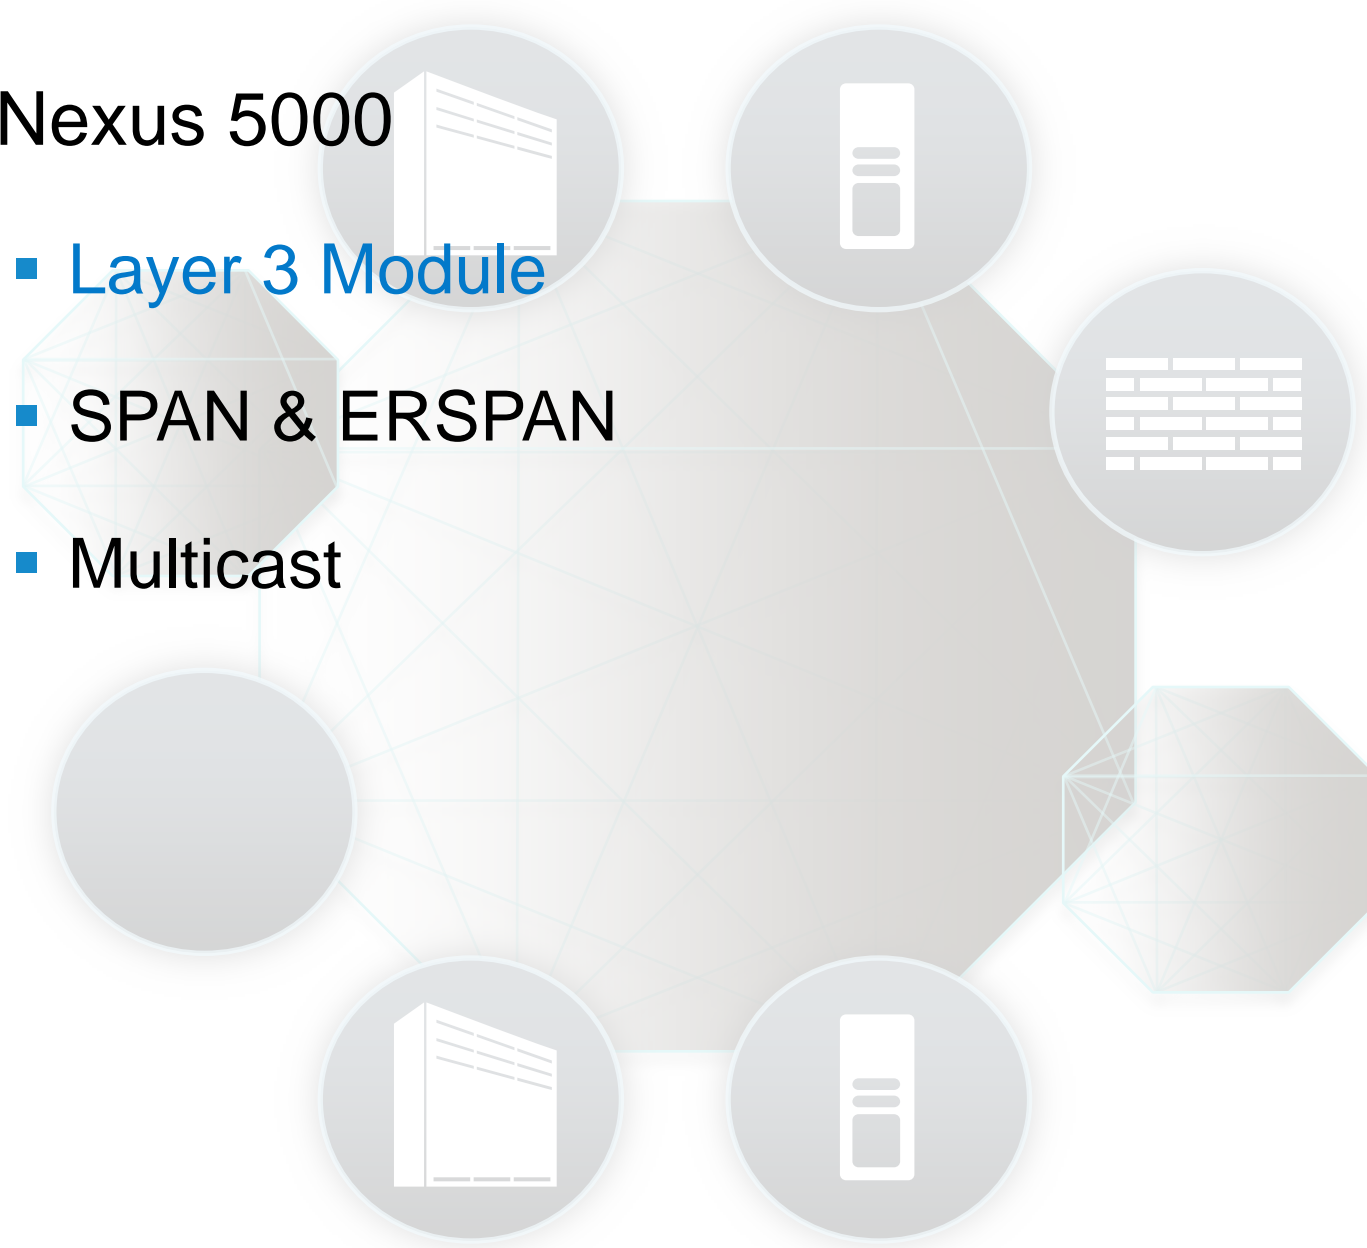 Nexus 5000
▪ Layer 3 Module
▪ SPAN & ERSPAN
▪ Multicast